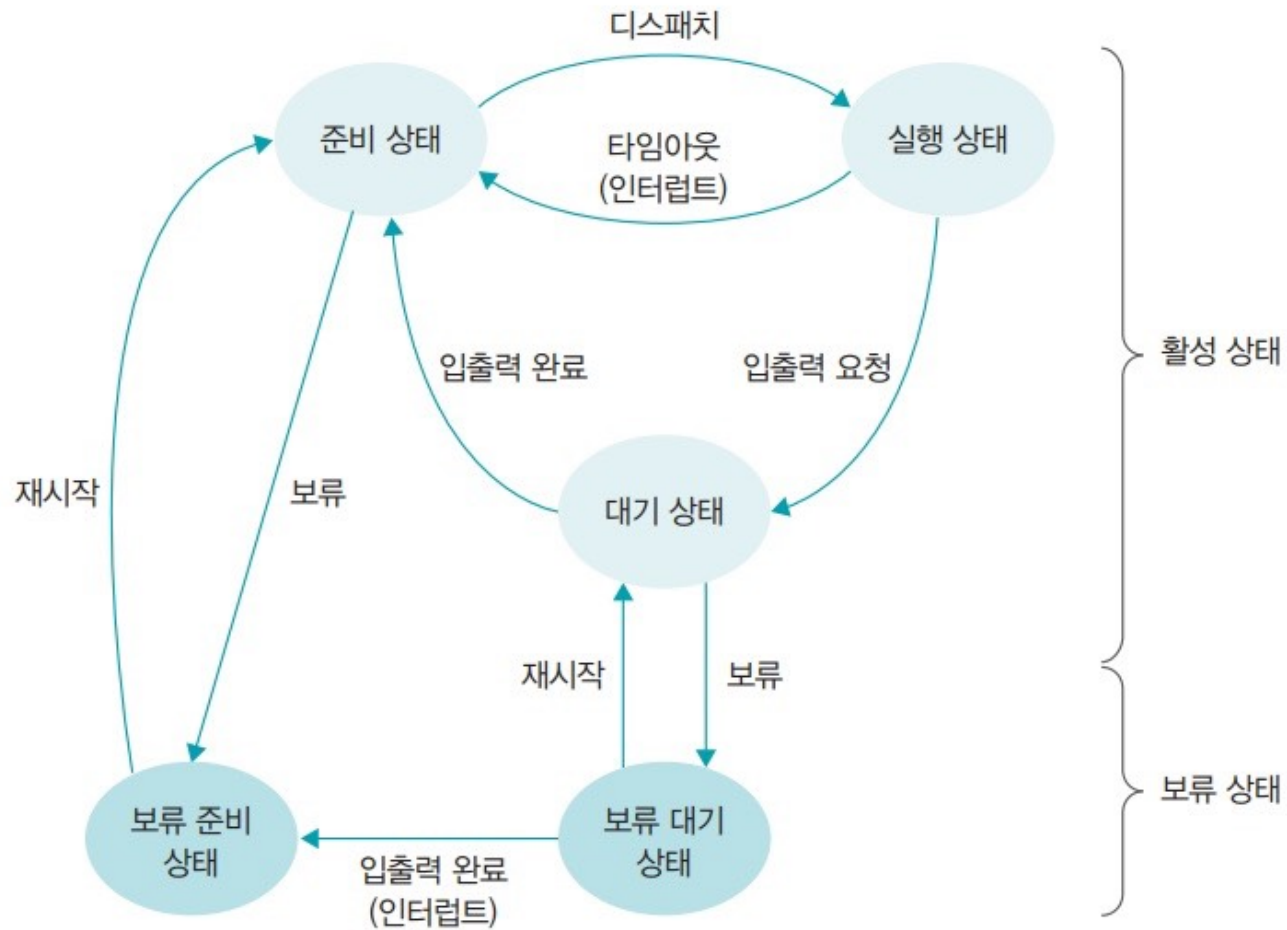 디스패치
준비 상태
실행 상태
타임아웃
(인터럽트)
활성 상태
입출력 완료
입출력 요청
재시작
보류
대기 상태
재시작
보류
보류 상태
보류 준비
상태
보류 대기
상태
입출력 완료
(인터럽트)